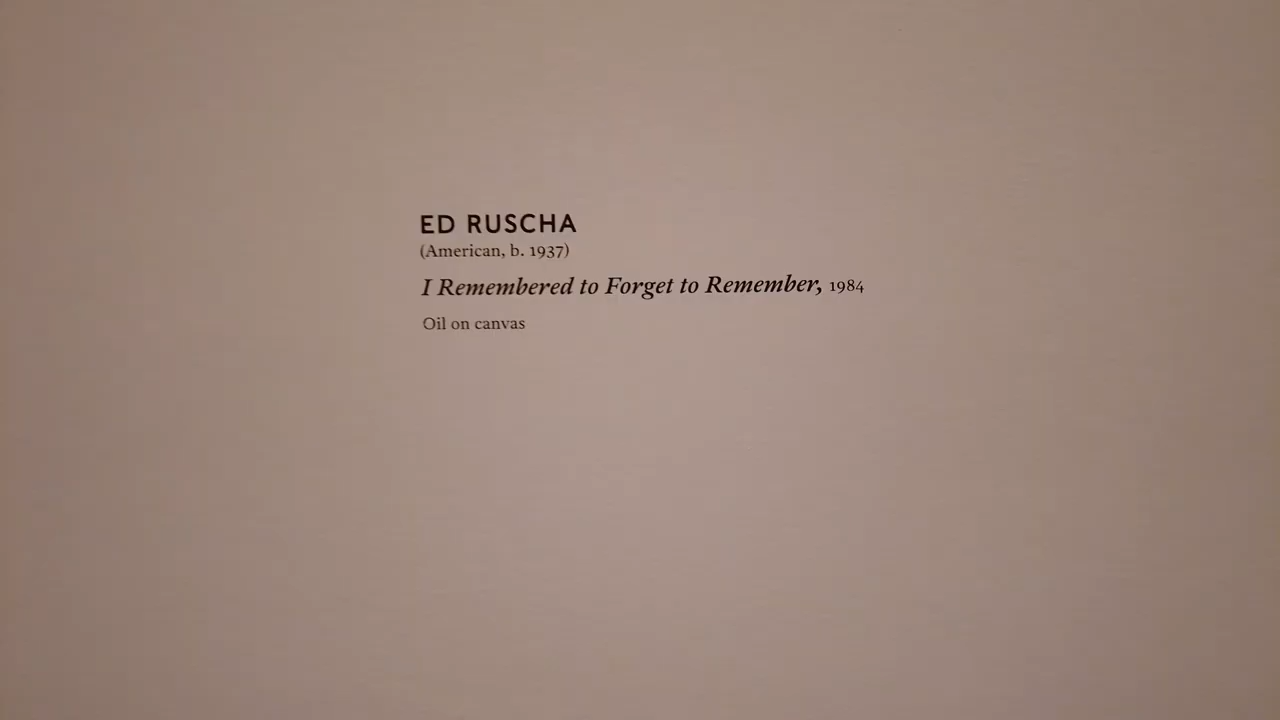 ED RUSCHA
(American, b. 1937)
I Remembered to Forget to Remember, 1984
Oil on canvas